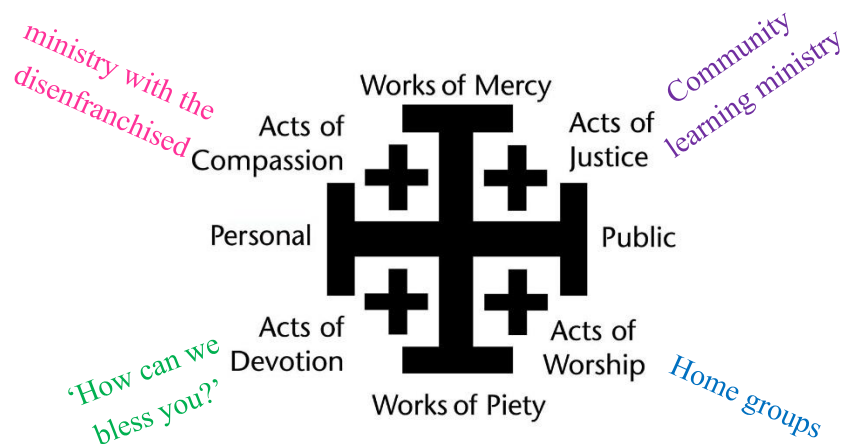 ministry with the
disenfranchised
Community
learning ministry
Works of Mercy
Acts of
Compassion
Acts of
Justice
Personal
Public
Acts of
Devotion
Acts of
Worship
Works of Piety
‘How can we
bless you?’
Home groups